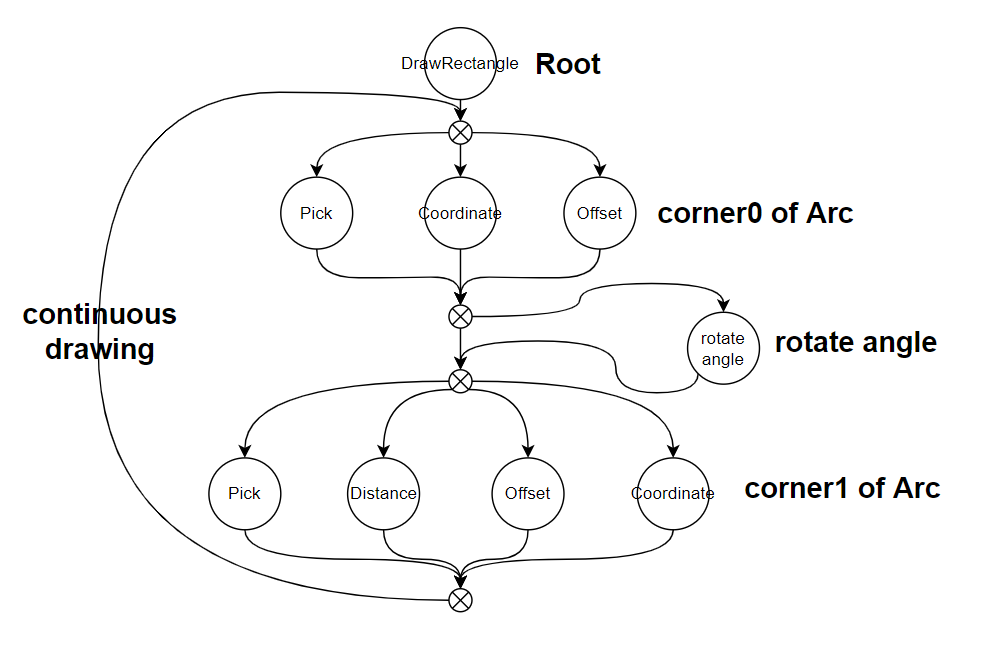 DrawRectangle
Root
Pick
Coordinate
Offset
corner0 of Arc
continuous
drawing
rotate
angle
rotate angle
Pick
Distance
Offset
Coordinate
corner1 of Arc